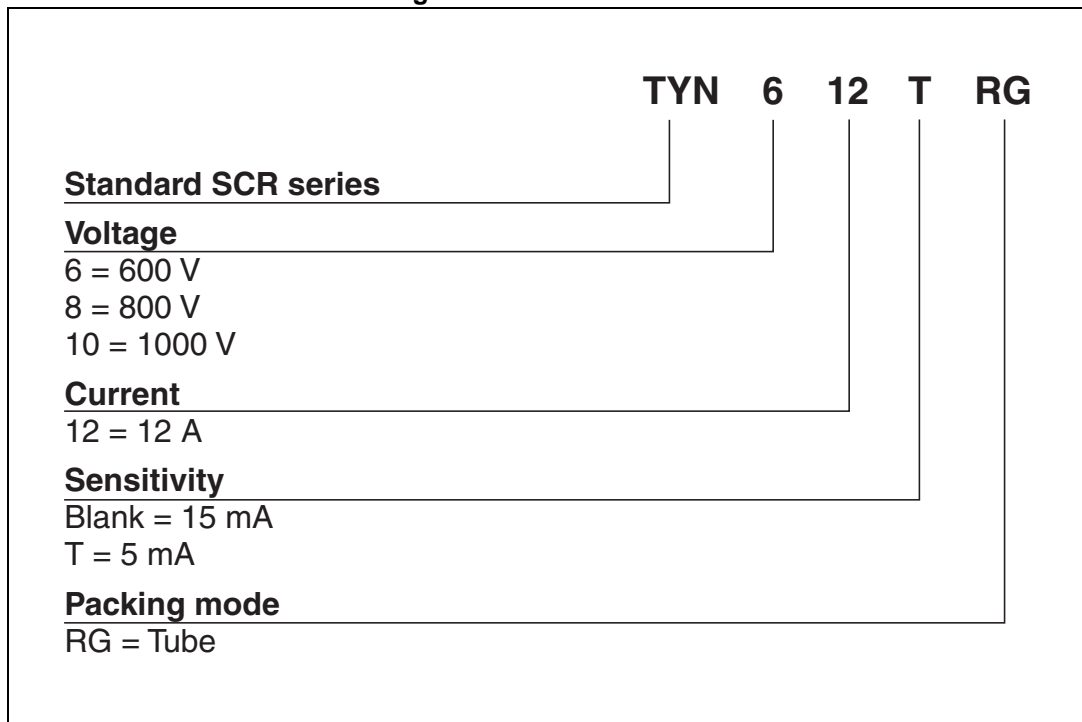 TYN 6 12 T RG
Standard SCR series
Voltage
6 = 600 V
8 = 800 V
10 = 1000 V
Current
12 = 12 A
Sensitivity
Blank = 15 mA
T = 5 mA
Packing mode
RG = Tube